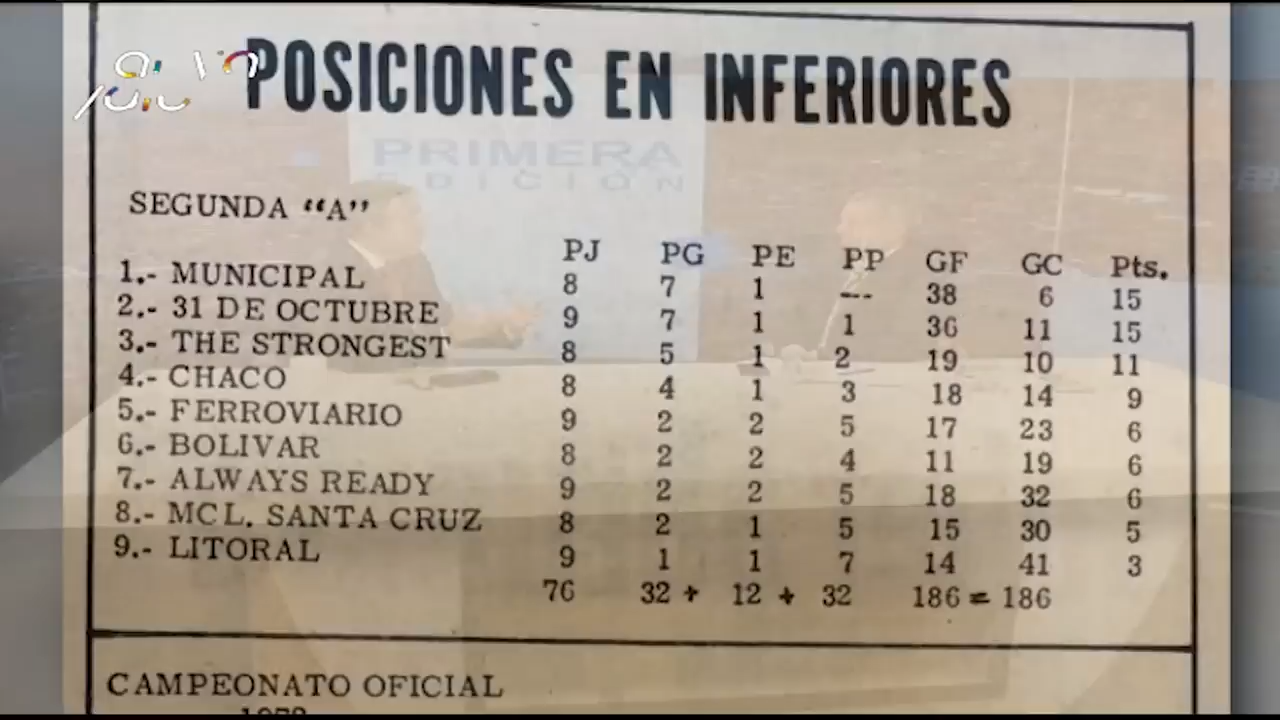 POSICIONES EN INFERIORES
PRIMERA
EDICION
SEGUNDA "A"
PJ PG PE PP GF GC Pts.
1.- MUNICIPAL 8 7 1 --- 38 6 15
2.- 31 DE OCTUBRE 9 7 1 1 36 11 15
3.- THE STRONGEST 8 5 1 2 19 10 11
4.- CHACO 8 4 1 3 18 14 9
5.- FERROVIARIO 9 2 2 5 17 23 6
6.- BOLIVAR 8 2 2 4 11 19 6
7.- ALWAYS READY 9 2 2 5 18 32 6
8.- MCL. SANTA CRUZ 8 2 1 5 15 30 5
9.- LITORAL 9 1 1 7 14 41 3
76 32 + 12 + 32 186 = 186
CAMPEONATO OFICIAL